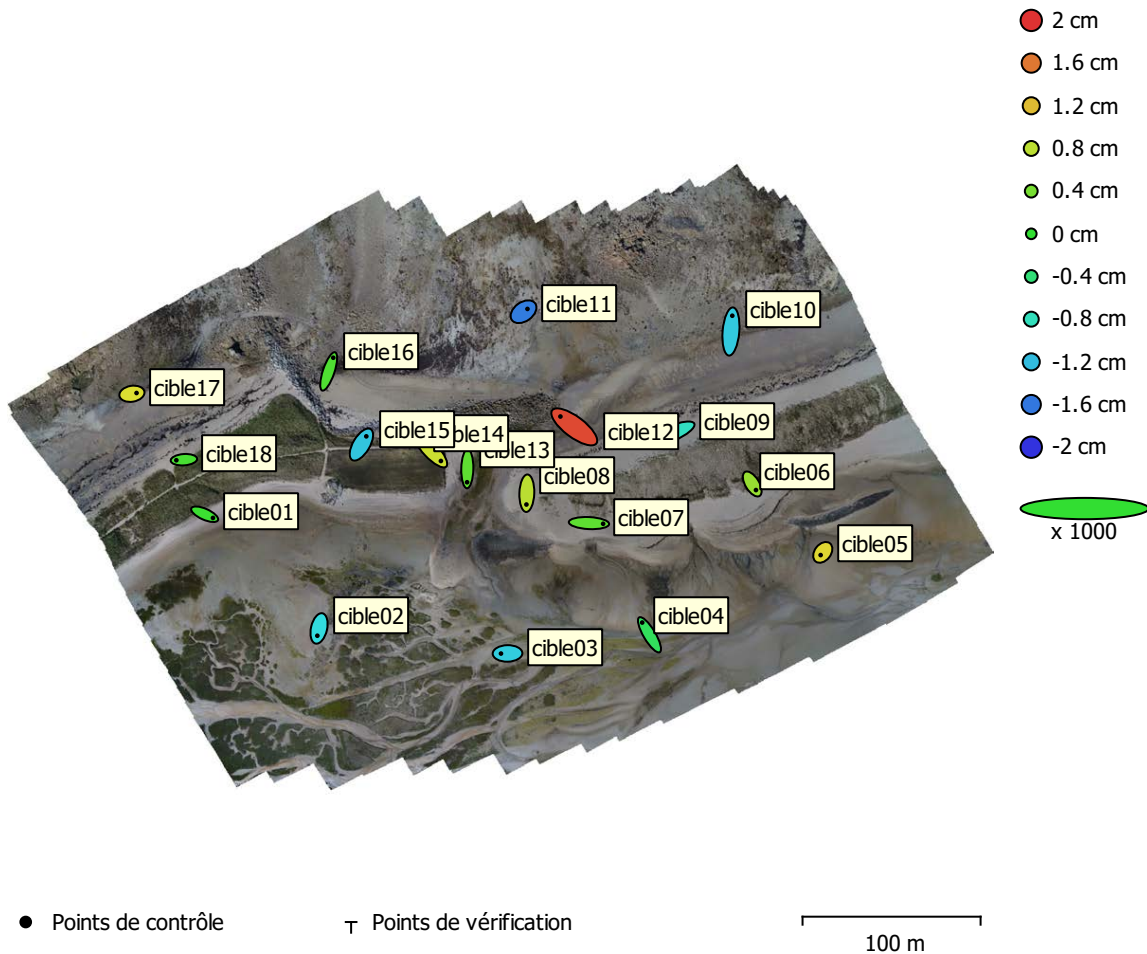 2 cm
1.6 cm
1.2 cm
0.8 cm
0.4 cm
0 cm
-0.4 cm
-0.8 cm
-1.2 cm
-1.6 cm
-2 cm
x 1000
cible11
cible10
cible16
cible17
cible15
ble14
cible12
cible09
cible13
cible18
cible08
cible06
cible01
cible07
cible05
cible02
cible04
cible03
Points de contrôle
Points de vérification
100 m